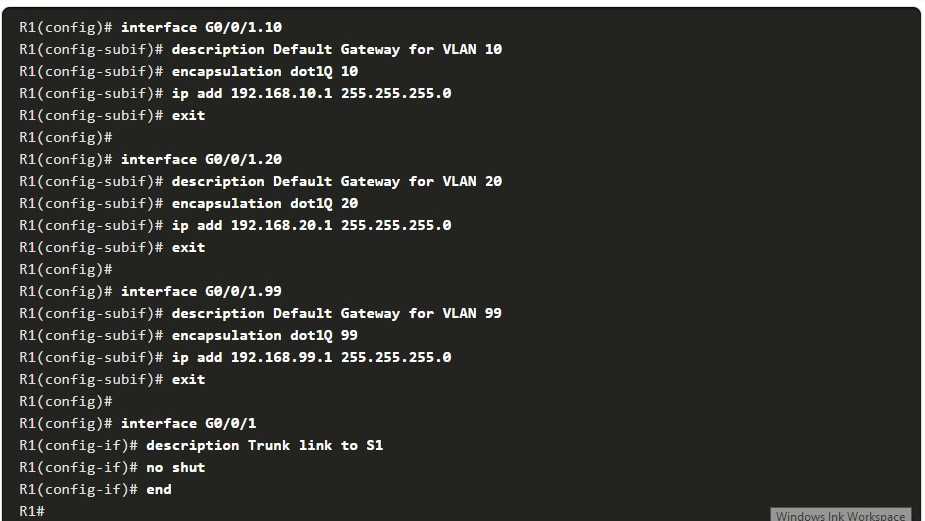 R1(config)# interface G0/0/1.10
R1(config-subif)# description Default Gateway for VLAN 10
R1(config-subif)# encapsulation dot1Q 10
R1(config-subif)# ip add 192.168.10.1 255.255.255.0
R1(config-subif)# exit
R1(config)#
R1(config)# interface G0/0/1.20
R1(config-subif)# description Default Gateway for VLAN 20
R1(config-subif)# encapsulation dot1Q 20
R1(config-subif)# ip add 192.168.20.1 255.255.255.0
R1(config-subif)# exit
R1(config)#
R1(config)# interface G0/0/1.99
R1(config-subif)# description Default Gateway for VLAN 99
R1(config-subif)# encapsulation dot1Q 99
R1(config-subif)# ip add 192.168.99.1 255.255.255.0
R1(config-subif)# exit
R1(config)#
R1(config)# interface G0/0/1
R1(config-if)# description Trunk link to S1
R1(config-if)# no shut
R1(config-if)# end
R1#
Windows Ink Workspace